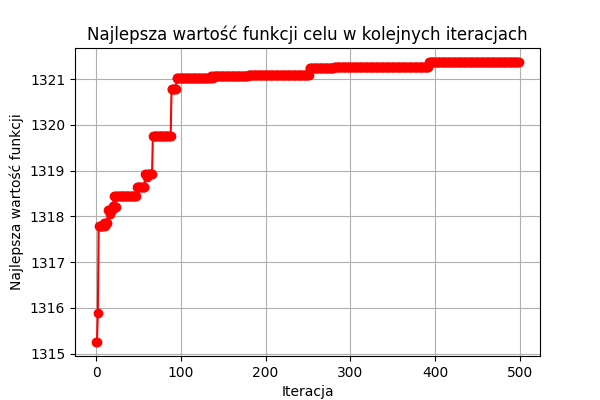 Najlepsza wartość funkcji celu w kolejnych iteracjach
Najlepsza wartość funkcji
1321
1320
1319
1318
1317
1316
1315
0 100 200 300 400 500
Iteracja